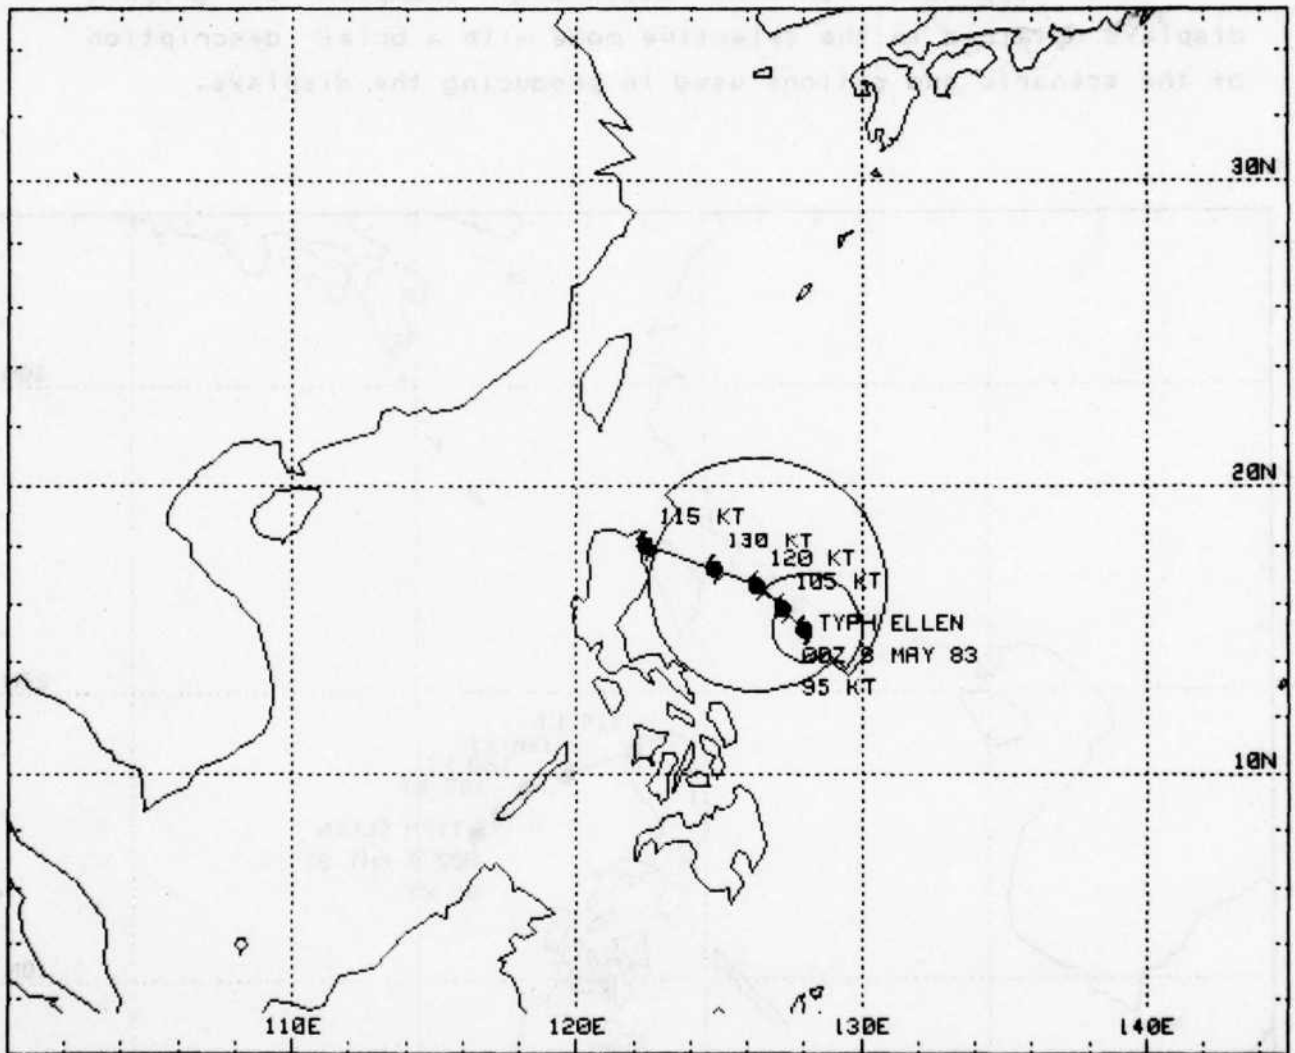 30N
20N
115 KT
130 KT
120 KT
105 KT
TYPH ELLEN
00Z 8 MAY 83
95 KT
10N
110E
120E
130E
140E